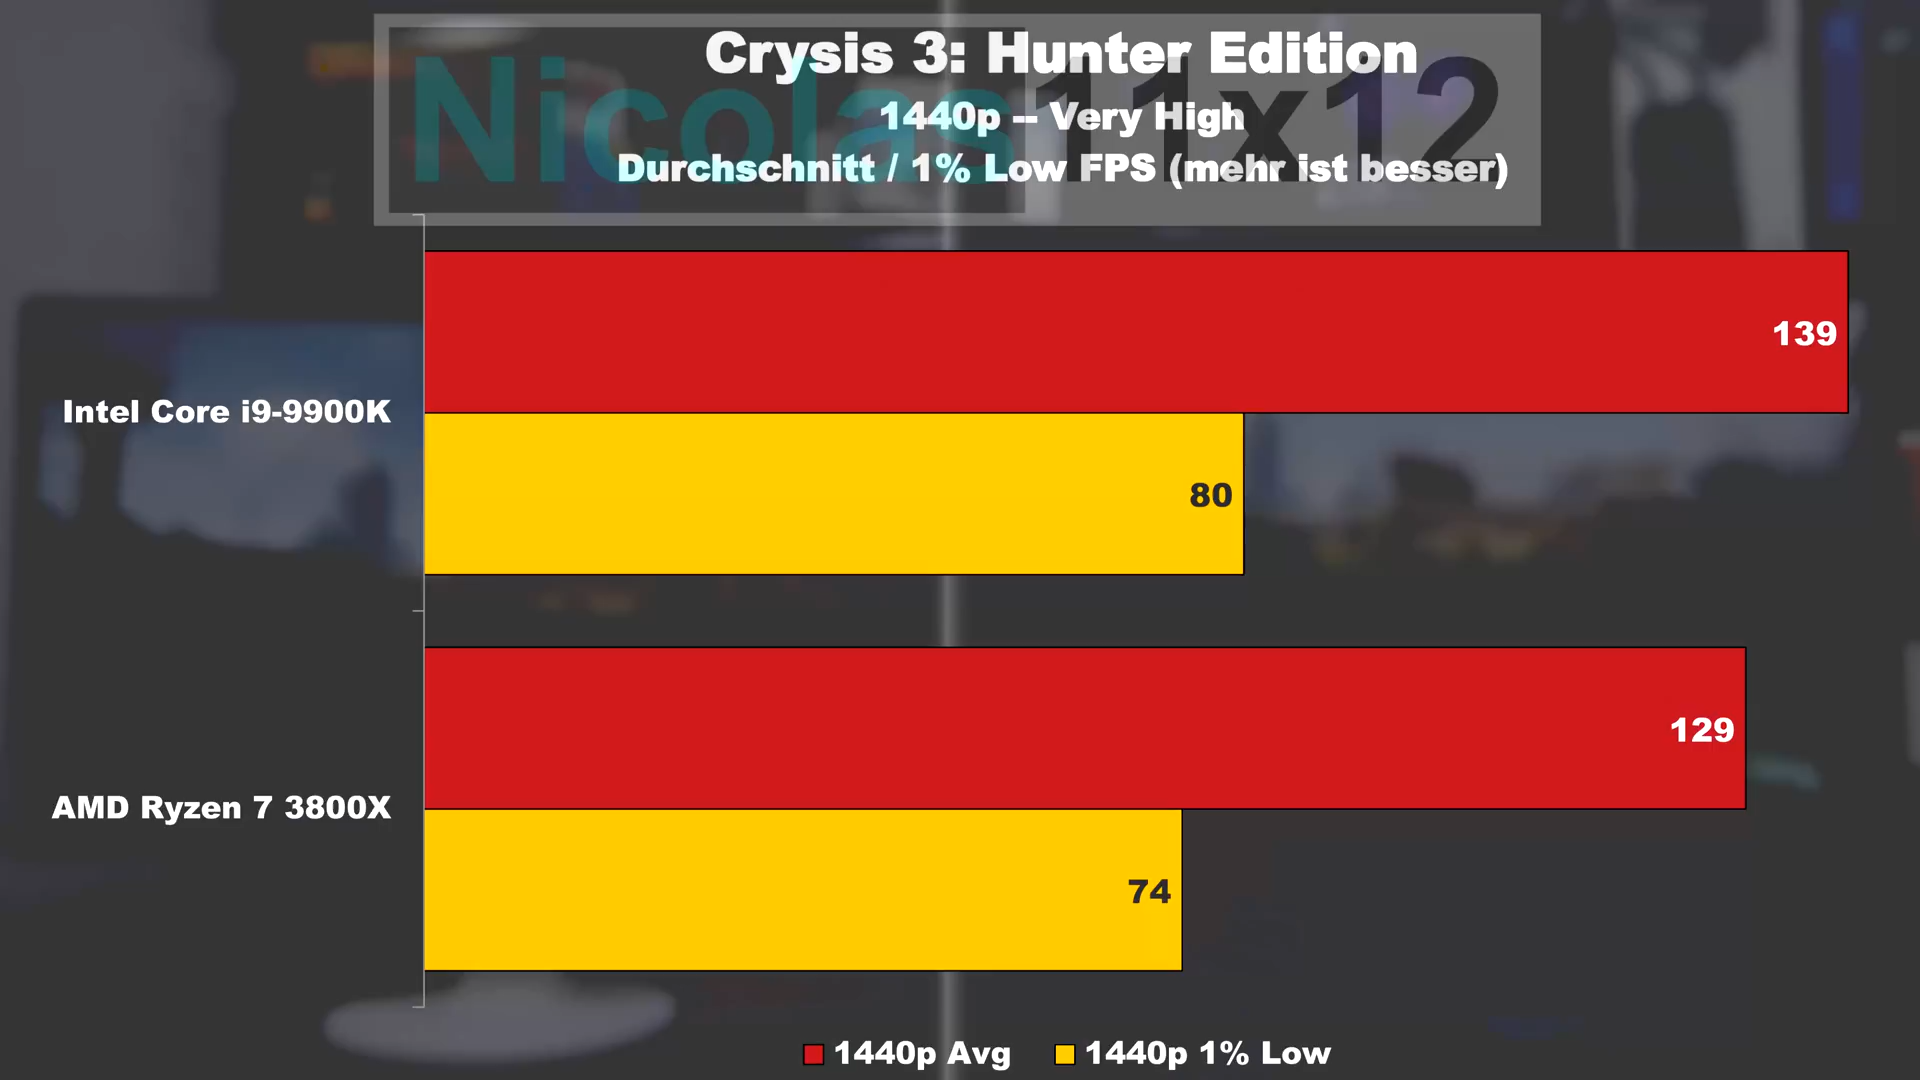 Crysis 3: Hunter Edition
Nicolas11x12
1440p -- Very High
Durchschnitt / 1% Low FPS (mehr ist besser)
139
Intel Core i9-9900K
80
129
AMD Ryzen 7 3800X
74
1440p Avg
1440p 1% Low